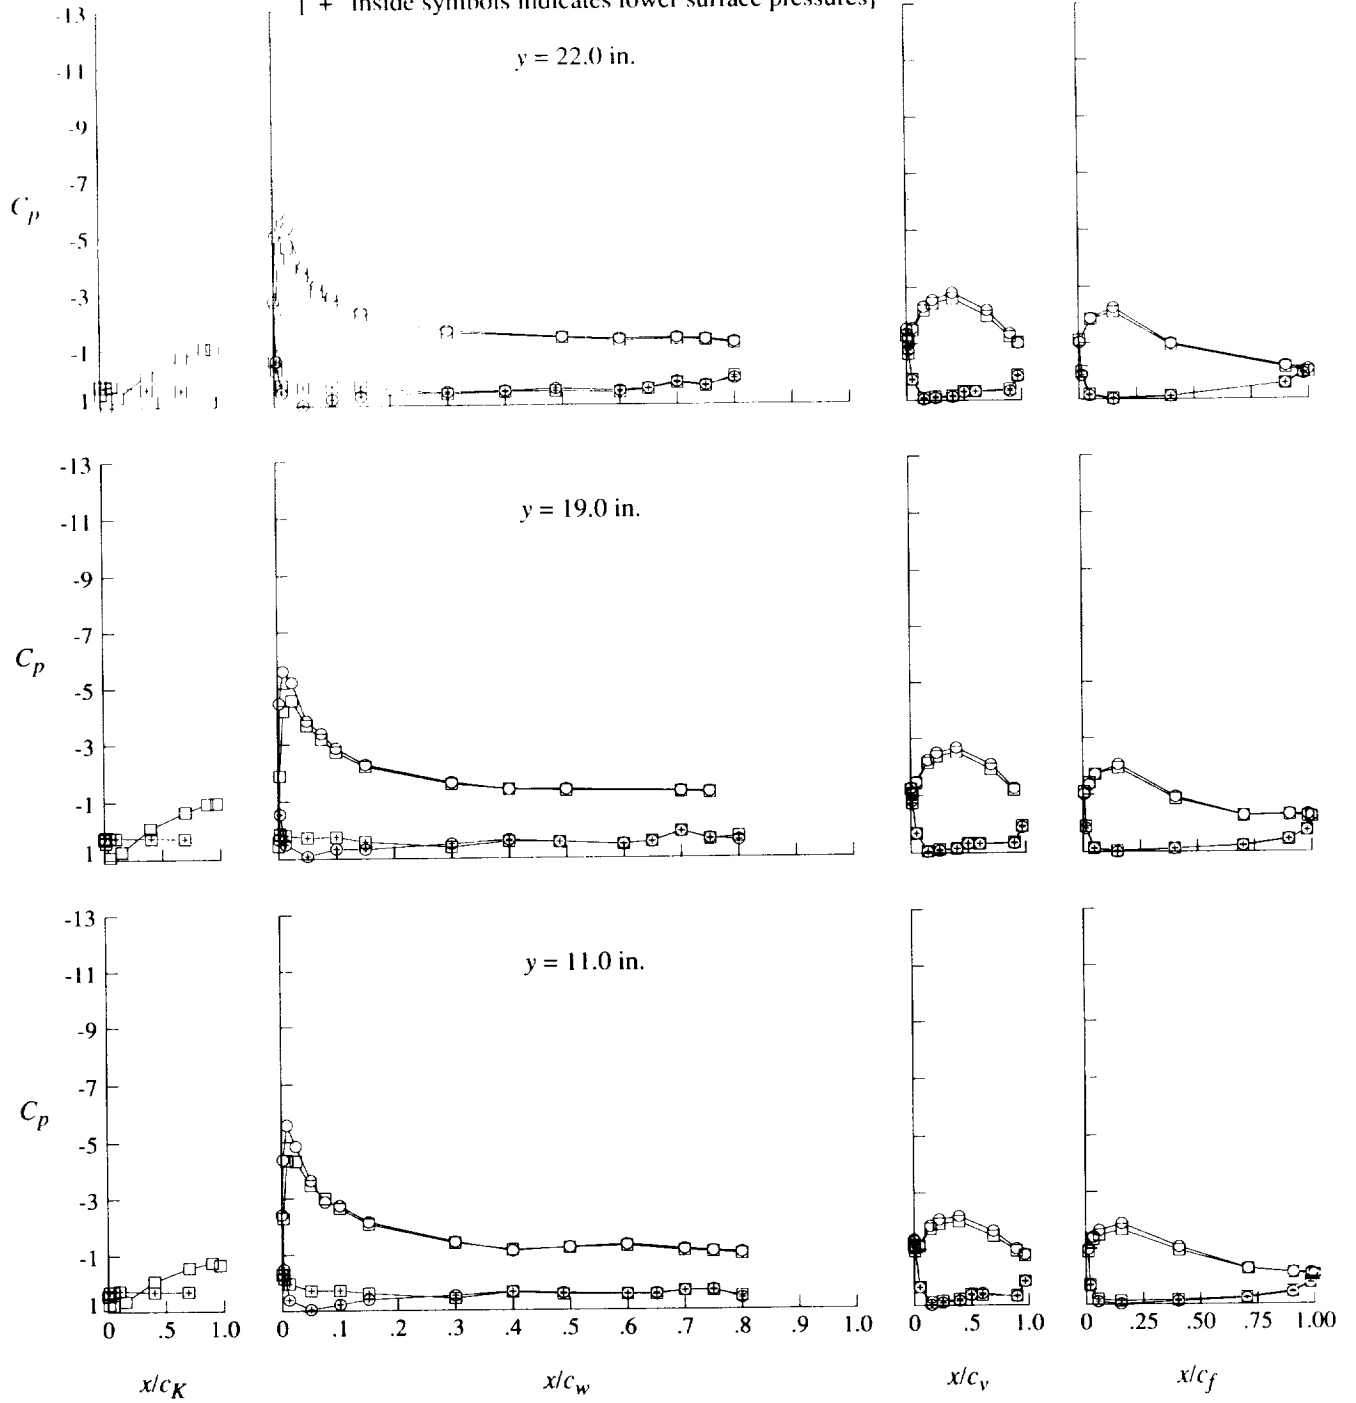 [ "+" Inside symbols indicates lower surface pressures]
y = 22.0 in.
-13
-11
-9
-7
-5
-3
-1
1
C_p
y = 19.0 in.
-13
-11
-9
-7
-5
-3
-1
1
C_p
y = 11.0 in.
-13
-11
-9
-7
-5
-3
-1
1
C_p
0 .5 1.0
0 .1 .2 .3 .4 .5 .6 .7 .8 .9 1.0
0 .5 1.0
0 .25 .50 .75 1.00
x/c_K
x/c_w
x/c_v
x/c_f